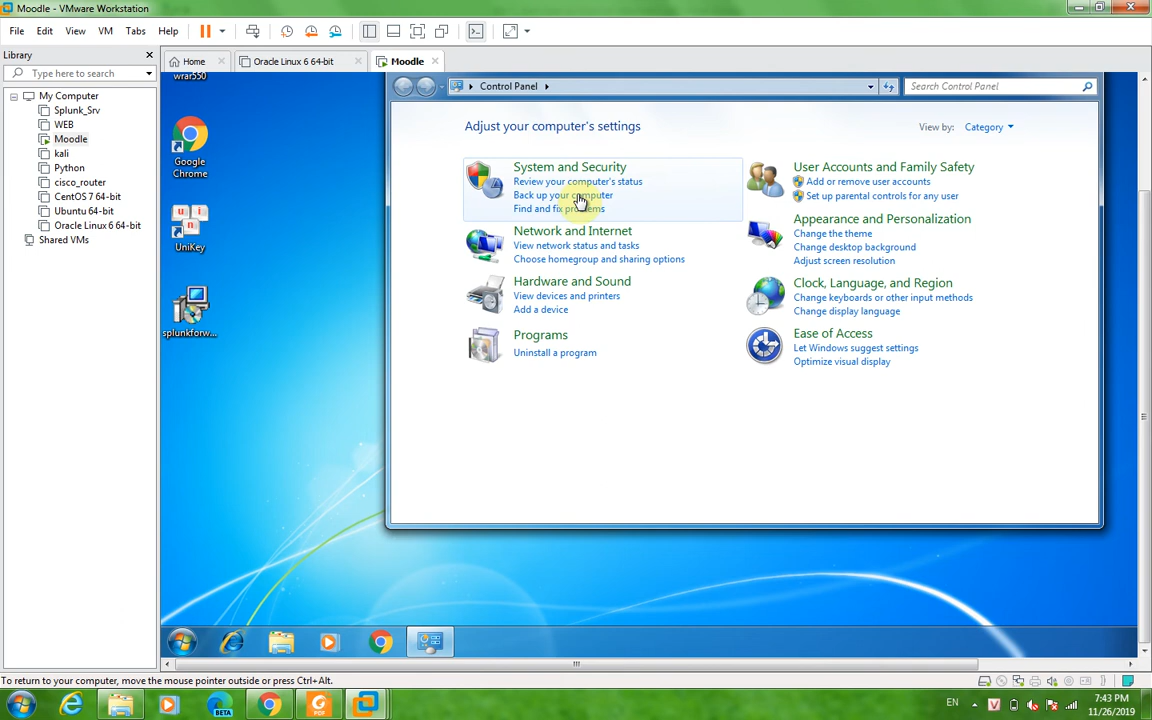 Moodle - VMware Workstation
File Edit View VM Tabs Help
Library
Type here to search
Home
Oracle Linux 6 64-bit
Moodle
My Computer
Splunk_Srv
WEB
Moodle
kali
Python
cisco_router
CentOS 7 64-bit
Ubuntu 64-bit
Oracle Linux 6 64-bit
Shared VMs
wrar550
Google
Chrome
UniKey
splunkforw...
Control Panel
Search Control Panel
Adjust your computer's settings
View by: Category
System and Security
Review your computer's status
Back up your computer
Find and fix problems
Network and Internet
View network status and tasks
Choose homegroup and sharing options
Hardware and Sound
View devices and printers
Add a device
Programs
Uninstall a program
User Accounts and Family Safety
Add or remove user accounts
Set up parental controls for any user
Appearance and Personalization
Change the theme
Change desktop background
Adjust screen resolution
Clock, Language, and Region
Change keyboards or other input methods
Change display language
Ease of Access
Let Windows suggest settings
Optimize visual display
To return to your computer, move the mouse pointer outside or press Ctrl+Alt.
BETA
PDF
EN
V
7:43 PM
11/26/2019